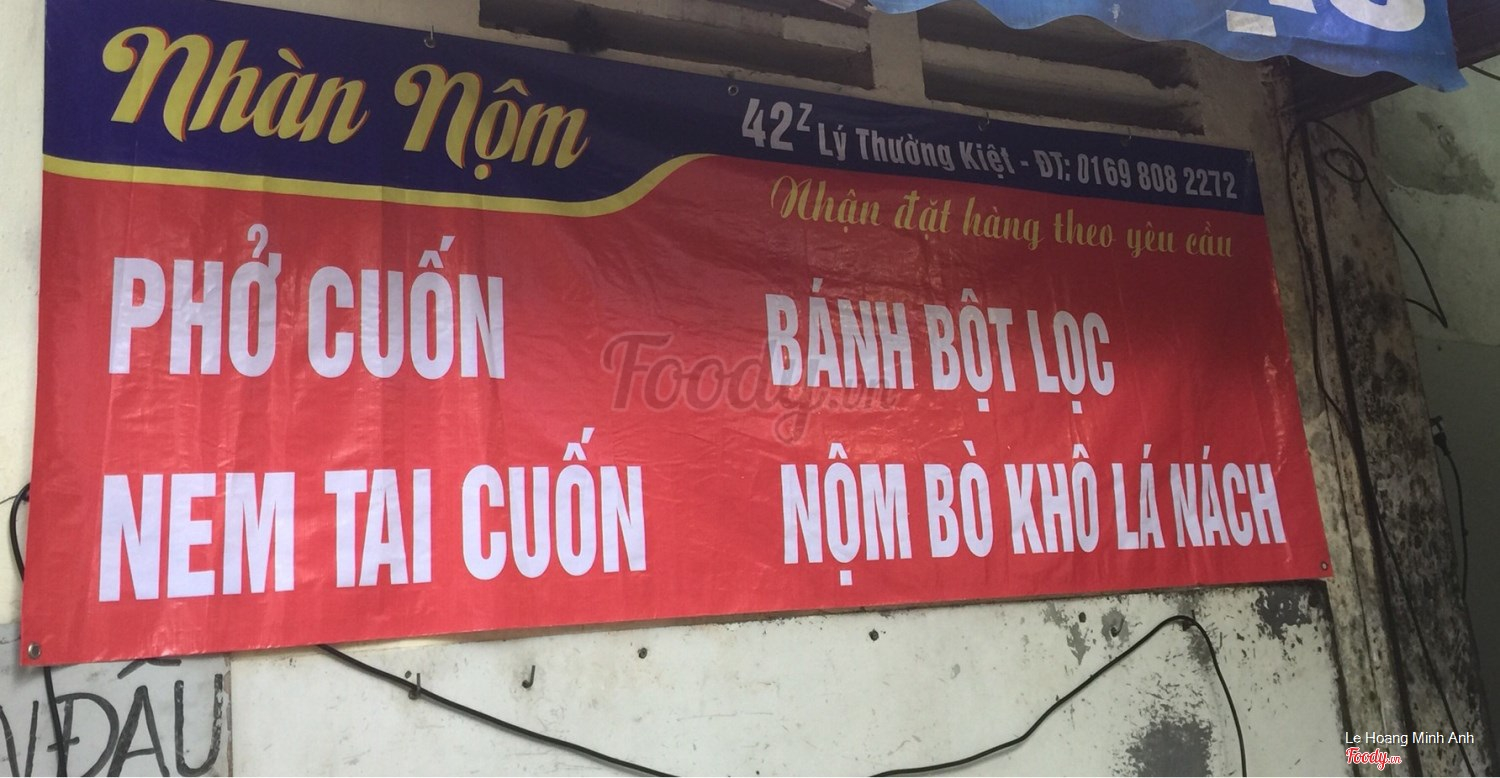 Nhàn Nộm
42Z Lý Thường Kiệt - ĐT: 0169 808 2272
Nhận đặt hàng theo yêu cầu
PHỞ CUỐN
BÁNH BỘT LỌC
NEM TAI CUỐN
NỘM BÒ KHÔ LÁ NÁCH
Foody.vn
ĐẬU
Le Hoang Minh Anh
Foody.vn